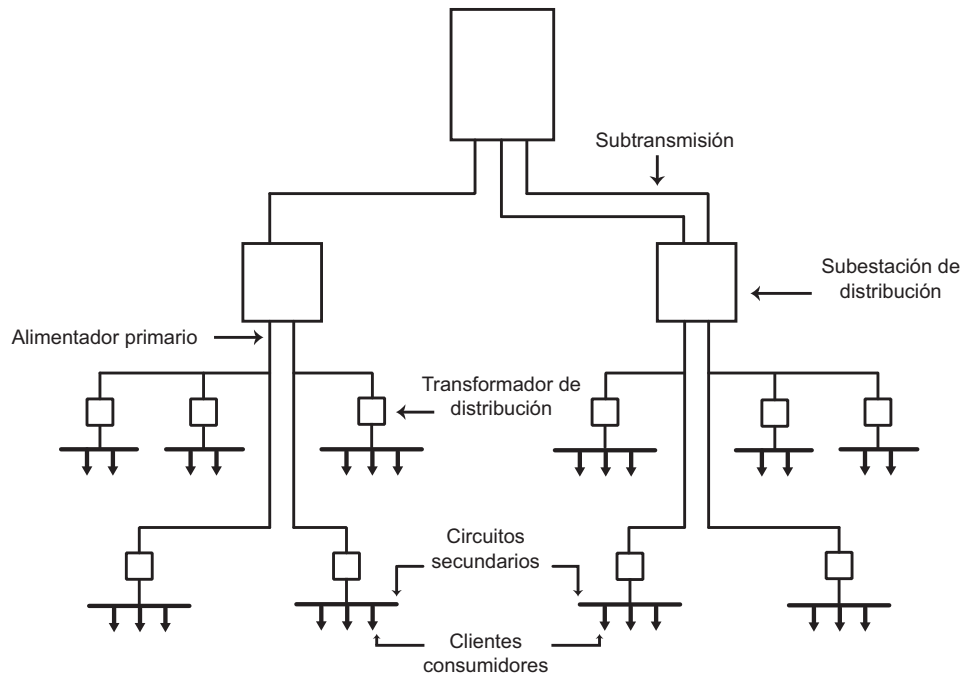 Subtransmisión
Subestación de
distribución
Alimentador primario
Transformador de
distribución
Circuitos
secundarios
Clientes
consumidores